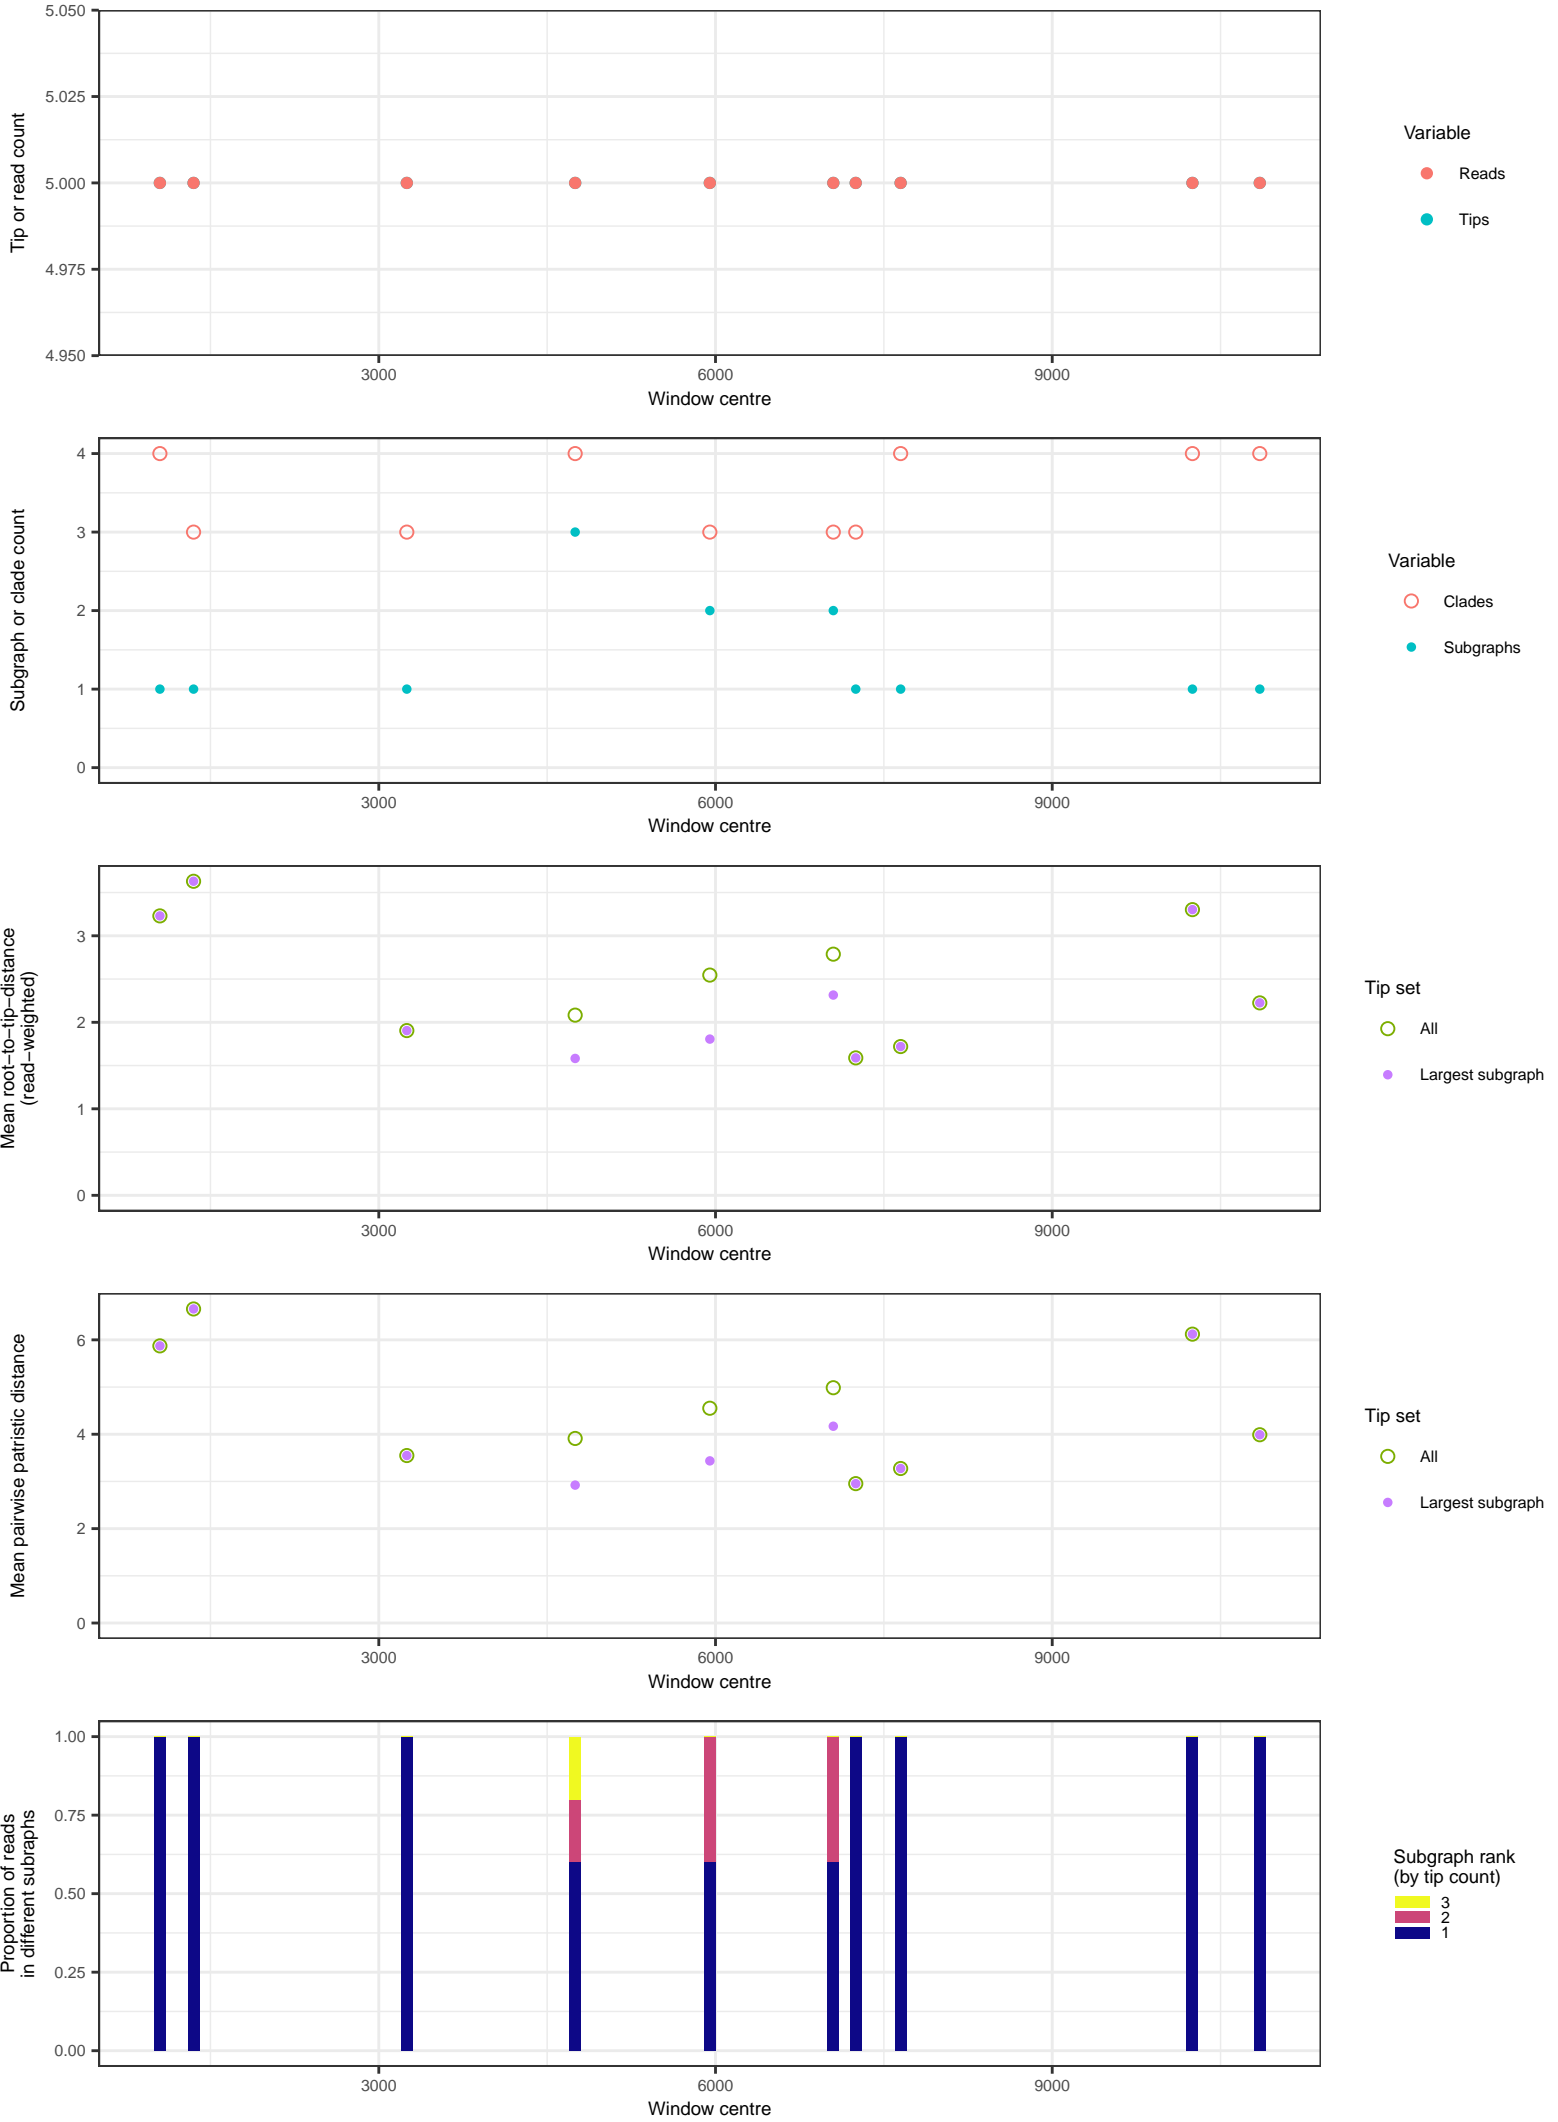 5.050
5.025
5.000
4.975
4.950
Tip or read count
3000 6000 9000
Window centre
Variable
Reads
Tips
4
3
2
1
0
Subgraph or clade count
3000 6000 9000
Window centre
Variable
Clades
Subgraphs
3
2
1
0
Mean root−to−tip−distance
(read−weighted)
3000 6000 9000
Window centre
Tip set
All
Largest subgraph
6
4
2
0
Mean pairwise patristic distance
3000 6000 9000
Window centre
Tip set
All
Largest subgraph
1.00
0.75
0.50
0.25
0.00
Proportion of reads
in different subraphs
3000 6000 9000
Window centre
Subgraph rank
(by tip count)
3
2
1